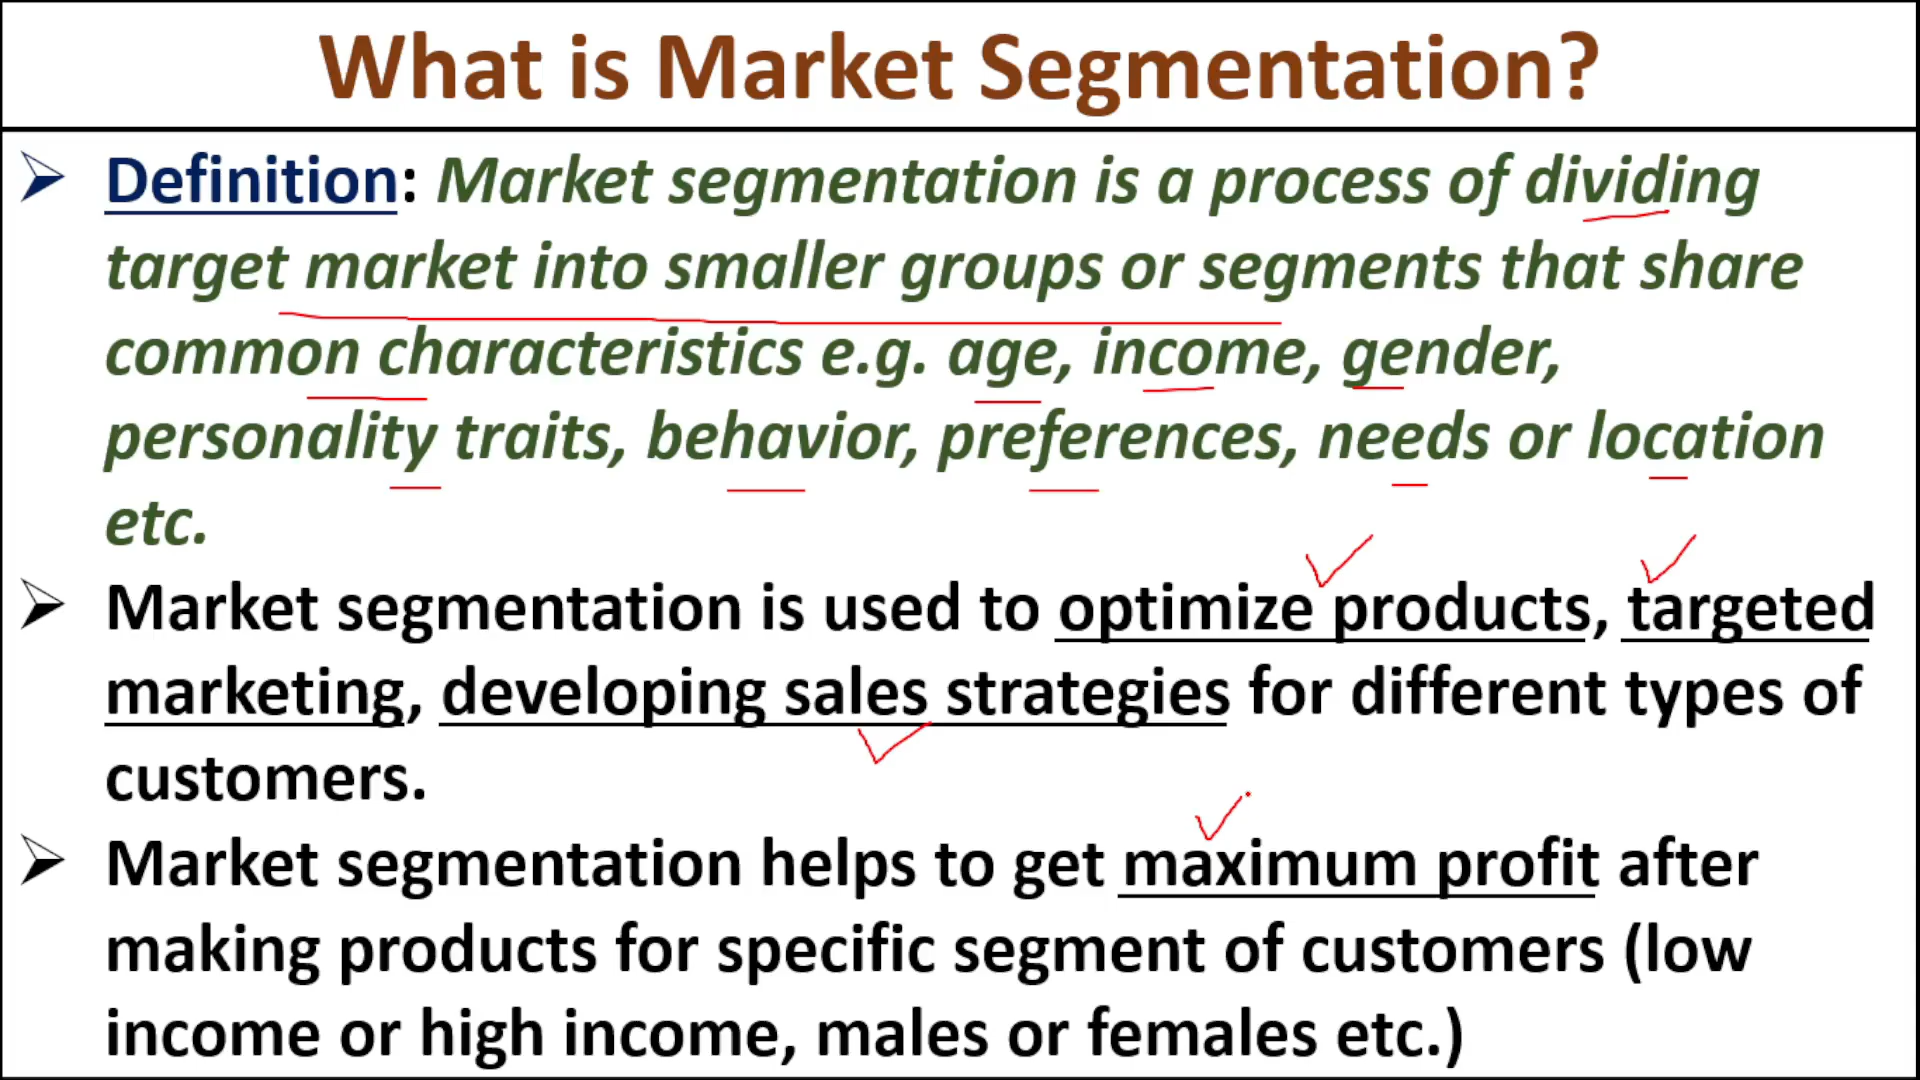 What is Market Segmentation?
Definition: Market segmentation is a process of dividing
target market into smaller groups or segments that share
common characteristics e.g. age, income, gender,
personality traits, behavior, preferences, needs or location
etc.
Market segmentation is used to optimize products, targeted
marketing, developing sales strategies for different types of
customers.
Market segmentation helps to get maximum profit after
making products for specific segment of customers (low
income or high income, males or females etc.)